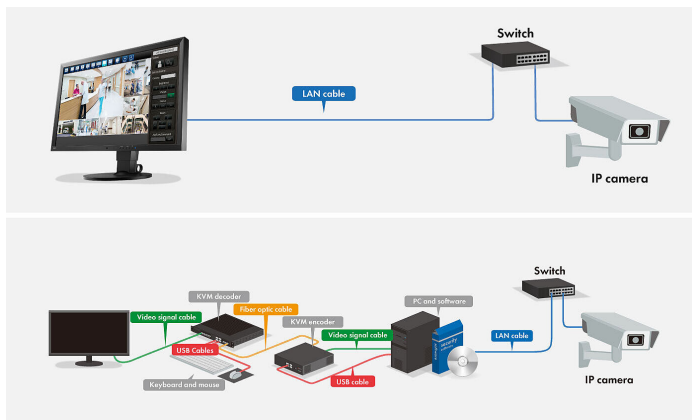 Switch
LAN cable
IP camera
Switch
KVM decoder
PC and software
Fiber optic cable
Video signal cable
KVM encoder
Video signal cable
LAN cable
USB Cables
security
IP camera
Keyboard and mouse
USB cable